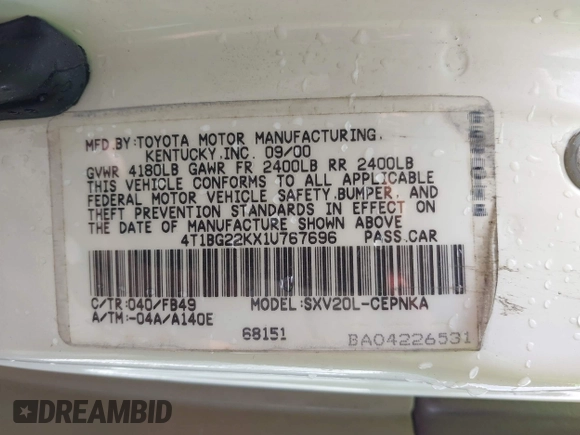 MFD.BY:TOYOTA MOTOR MANUFACTURING,
KENTUCKY,INC. 09/00
GVWR 4180LB GAWR FR 2400LB RR 2400LB
THIS VEHICLE CONFORMS TO ALL APPLICABLE
FEDERAL MOTOR VEHICLE SAFETY,BUMPER, AND
THEFT PREVENTION STANDARDS IN EFFECT ON
THE DATE OF MANUFACTURE SHOWN ABOVE
4T1BG22KX1U767696 PASS.CAR
C/TR:040/FB49 MODEL:SXV20L-CEPNKA
A/TM:-04A/A140E
68151
BA04226531
DREAMBID